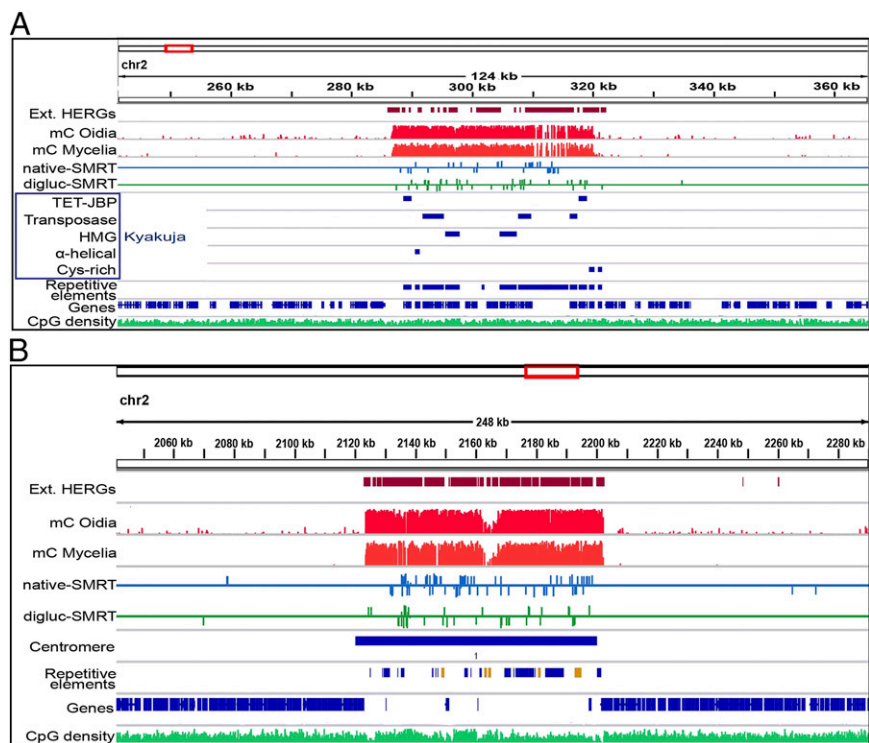 A
chr2
124 kb
260 kb 280 kb 300 kb 320 kb 340 kb 360 kb
Ext. HERGs
mC Oidia
mC Mycelia
native-SMRT
digluc-SMRT
TET-JBP
Transposase
HMG Kyakuja
α-helical
Cys-rich
Repetitive
elements
Genes
CpG density
B
chr2
248 kb
2060 kb 2080 kb 2100 kb 2120 kb 2140 kb 2160 kb 2180 kb 2200 kb 2220 kb 2240 kb 2260 kb 2280 kb
Ext. HERGs
mC Oidia
mC Mycelia
native-SMRT
digluc-SMRT
Centromere
1
Repetitive
elements
Genes
CpG density